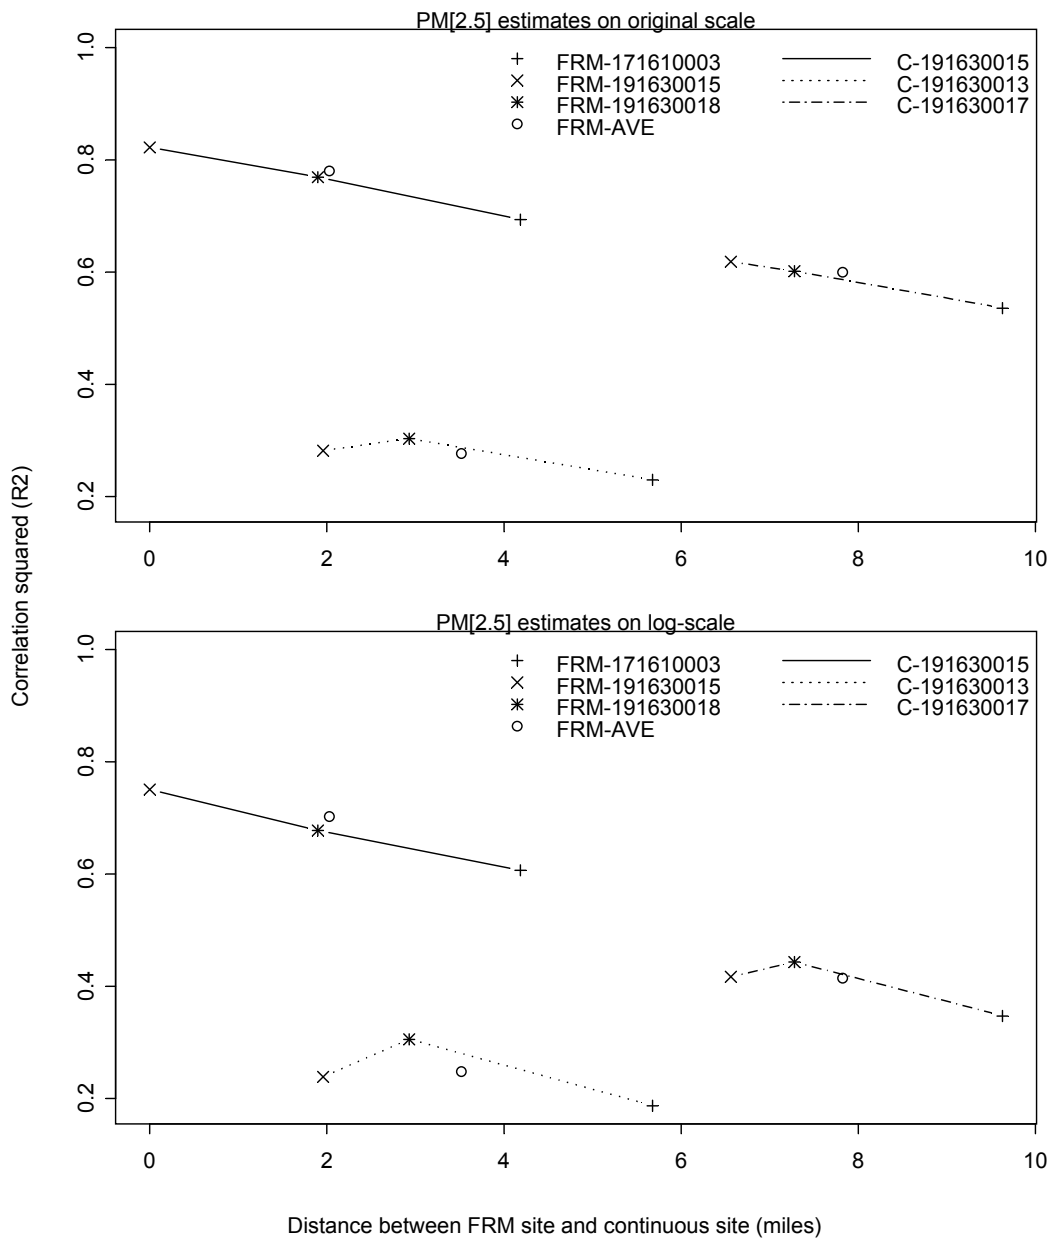 PM[2.5] estimates on original scale
FRM-171610003 C-191630015
FRM-191630015 C-191630013
FRM-191630018 C-191630017
FRM-AVE
1.0
0.8
0.6
0.4
0.2
0 2 4 6 8 10
Correlation squared (R2)
PM[2.5] estimates on log-scale
FRM-171610003 C-191630015
FRM-191630015 C-191630013
FRM-191630018 C-191630017
FRM-AVE
1.0
0.8
0.6
0.4
0.2
0 2 4 6 8 10
Distance between FRM site and continuous site (miles)